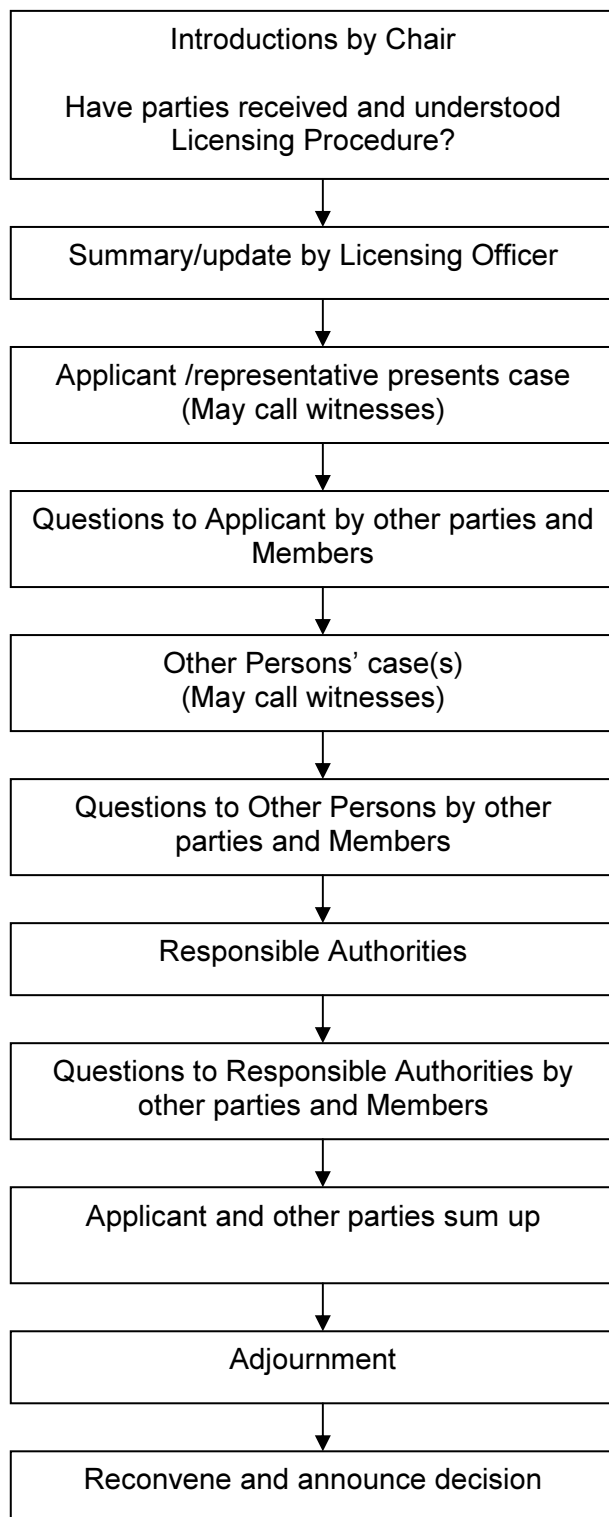 Introductions by Chair
Have parties received and understood
Licensing Procedure?
Summary/update by Licensing Officer
Applicant /representative presents case
(May call witnesses)
Questions to Applicant by other parties and
Members
Other Persons’ case(s)
(May call witnesses)
Questions to Other Persons by other
parties and Members
Responsible Authorities
Questions to Responsible Authorities by
other parties and Members
Applicant and other parties sum up
Adjournment
Reconvene and announce decision